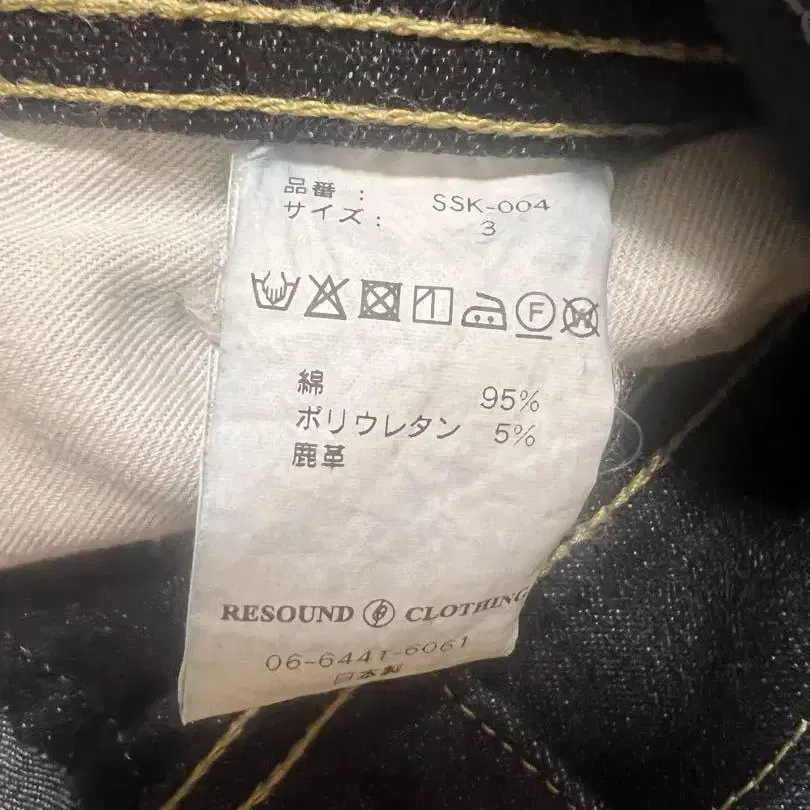 品番： SSK-004
サイズ： 3
F
W
綿 95%
ポリウレタン 5%
鹿革
RESOUND CLOTHING
06-6441-6061
日本製